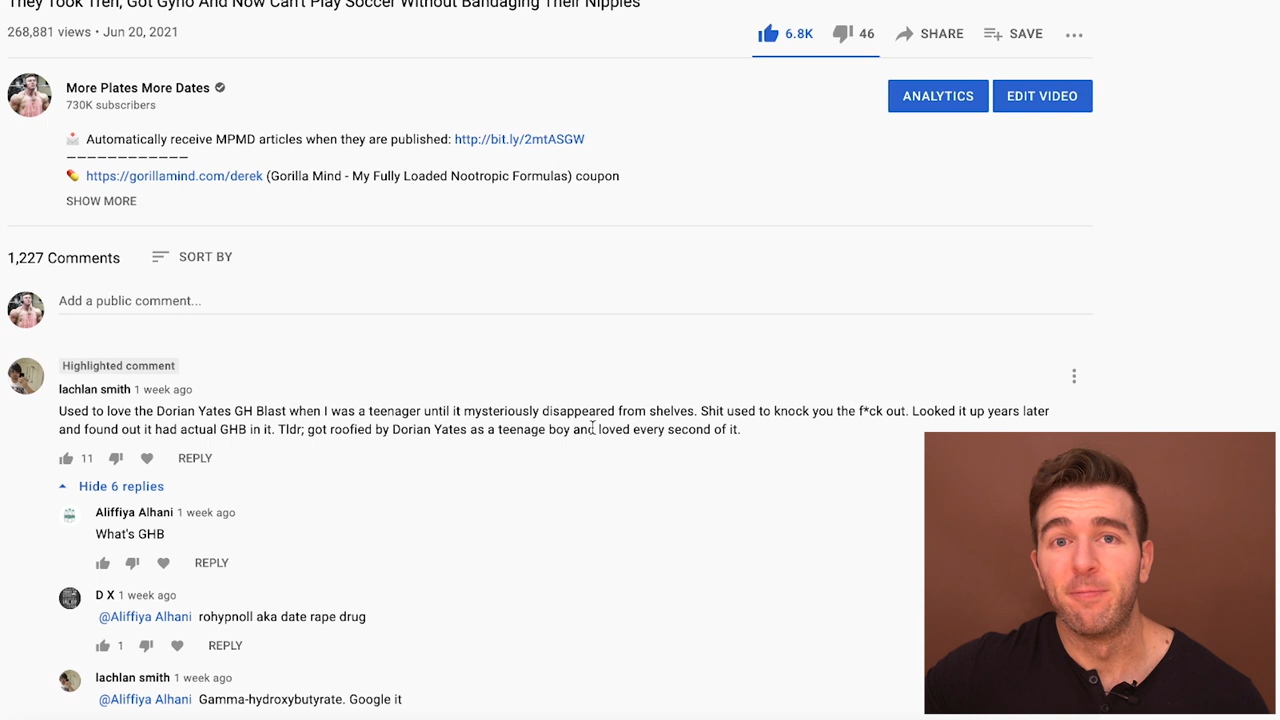 They Took Tren, Got Gyno And Now Can't Play Soccer Without Bandaging Their Nipples
268,881 views • Jun 20, 2021
6.8K 46 SHARE SAVE
More Plates More Dates
730K subscribers
ANALYTICS EDIT VIDEO
Automatically receive MPMD articles when they are published: http://bit.ly/2mtASGW
————————————
https://gorillamind.com/derek (Gorilla Mind - My Fully Loaded Nootropic Formulas) coupon
SHOW MORE
1,227 Comments SORT BY
Add a public comment...
Highlighted comment
lachlan smith 1 week ago
Used to love the Dorian Yates GH Blast when I was a teenager until it mysteriously disappeared from shelves. Shit used to knock you the f*ck out. Looked it up years later
and found out it had actual GHB in it. Tldr; got roofied by Dorian Yates as a teenage boy and loved every second of it.
11 REPLY
Hide 6 replies
Aliffiya Alhani 1 week ago
What's GHB
REPLY
D X 1 week ago
@Aliffiya Alhani rohypnoll aka date rape drug
1 REPLY
lachlan smith 1 week ago
@Aliffiya Alhani Gamma-hydroxybutyrate. Google it